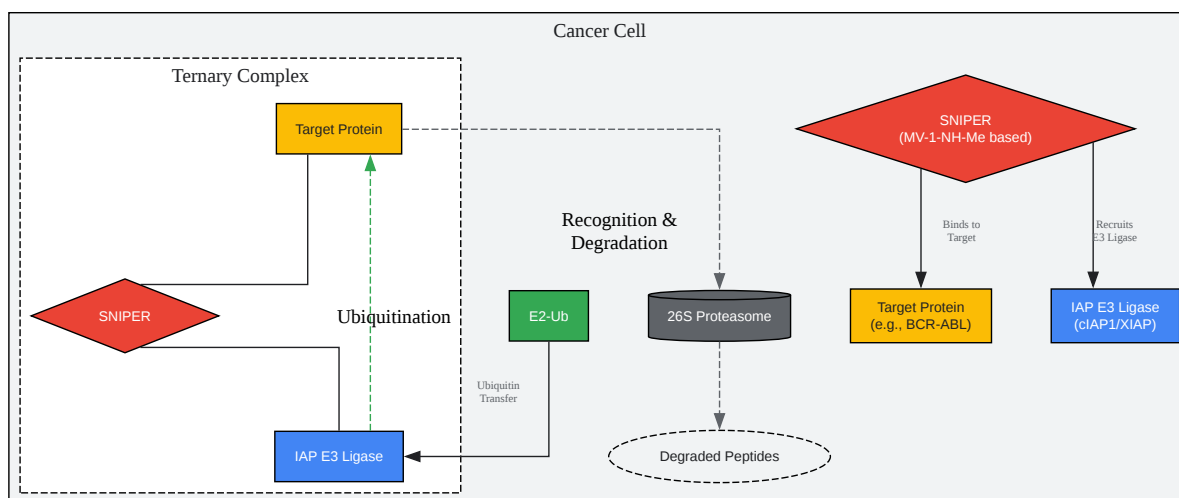 Cancer Cell
Ternary Complex
Target Protein
SNIPER
(MV-1-NH-Me based)
Recognition &
Degradation
Binds to
Target
Recruits
E3 Ligase
SNIPER
Ubiquitination
E2-Ub
26S Proteasome
Target Protein
(e.g., BCR-ABL)
IAP E3 Ligase
(cIAP1/XIAP)
Ubiquitin
Transfer
IAP E3 Ligase
Degraded Peptides